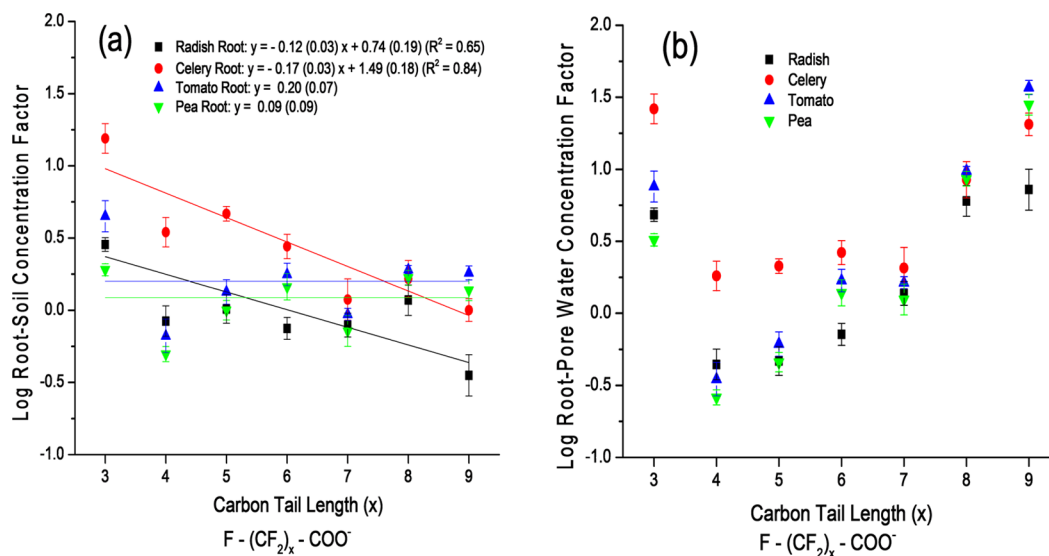 (a)
Radish Root: y = - 0.12 (0.03) x + 0.74 (0.19) (R² = 0.65)
Celery Root: y = - 0.17 (0.03) x + 1.49 (0.18) (R² = 0.84)
Tomato Root: y = 0.20 (0.07)
Pea Root: y = 0.09 (0.09)
Log Root-Soil Concentration Factor
2.0
1.5
1.0
0.5
0.0
-0.5
-1.0
3 4 5 6 7 8 9
Carbon Tail Length (x)
F - (CF₂)ₓ - COO⁻
(b)
Radish
Celery
Tomato
Pea
Log Root-Pore Water Concentration Factor
2.0
1.5
1.0
0.5
0.0
-0.5
-1.0
3 4 5 6 7 8 9
Carbon Tail Length (x)
F - (CF₂)ₓ - COO⁻